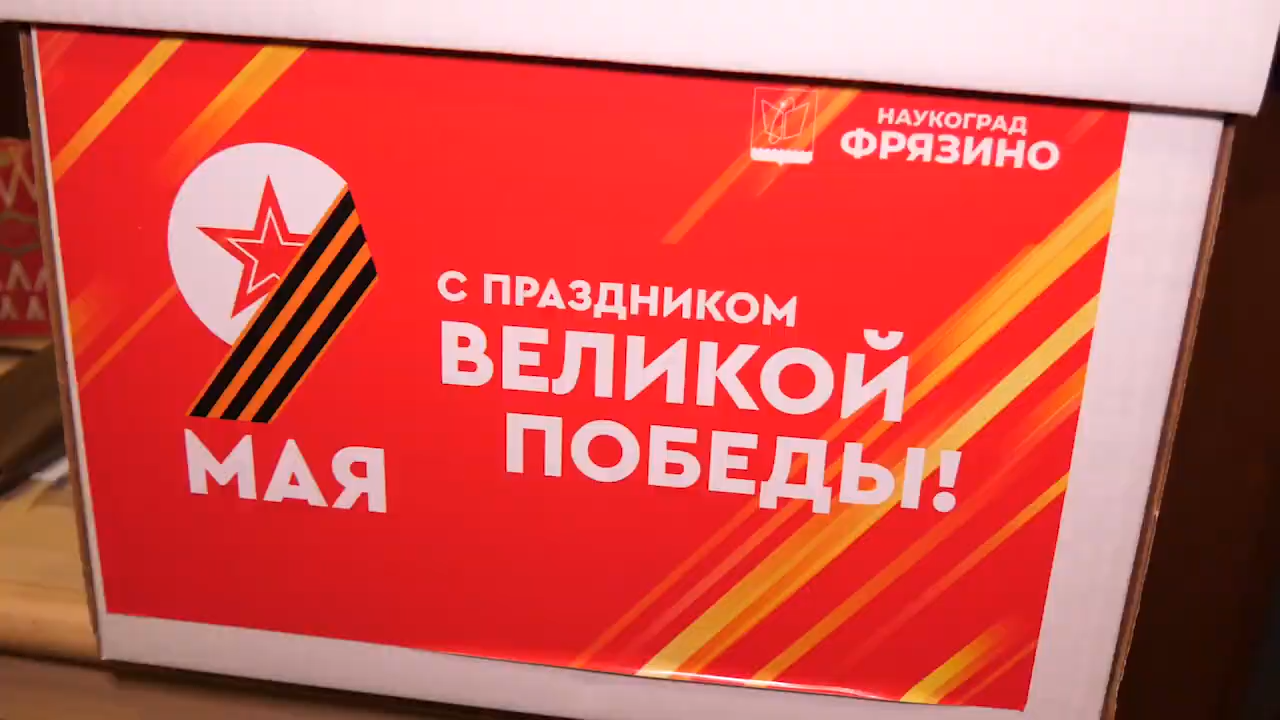 НАУКОГРАД
ФРЯЗИНО
С ПРАЗДНИКОМ
ВЕЛИКОЙ
ПОБЕДЫ!
9
МАЯ